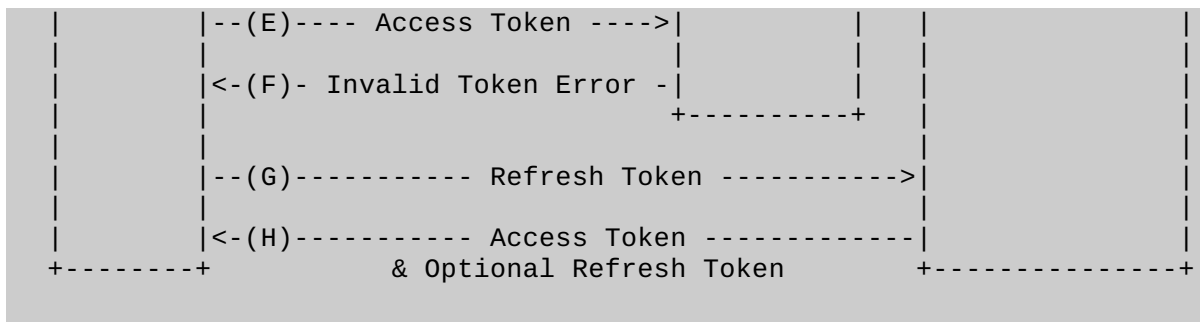 |        |--(E)---- Access Token ---->|          |   |               |
|        |                            |          |   |               |
|        |<-(F)- Invalid Token Error -|          |   |               |
|        |                            +----------+   |               |
|        |                                           |               |
|        |--(G)----------- Refresh Token ----------->|               |
|        |                                           |               |
|        |<-(H)----------- Access Token -------------|               |
+--------+           & Optional Refresh Token        +---------------+